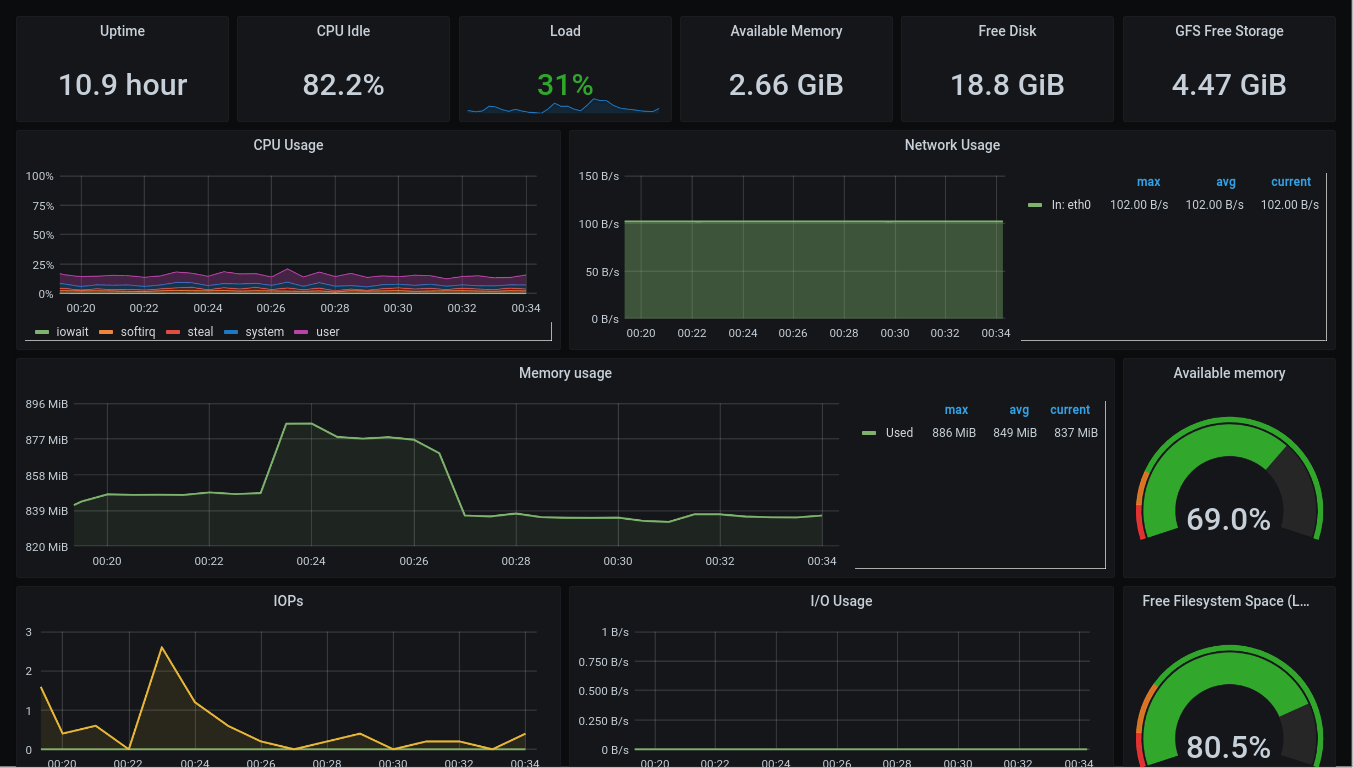 Uptime CPU Idle Load Available Memory Free Disk GFS Free Storage
10.9 hour 82.2% 31% 2.66 GiB 18.8 GiB 4.47 GiB
CPU Usage
100%
75%
50%
25%
0%
00:20 00:22 00:24 00:26 00:28 00:30 00:32 00:34
iowait softirq steal system user
Network Usage
150 B/s
100 B/s
50 B/s
0 B/s
00:20 00:22 00:24 00:26 00:28 00:30 00:32 00:34
max avg current
In: eth0 102.00 B/s 102.00 B/s 102.00 B/s
Memory usage
896 MiB
877 MiB
858 MiB
839 MiB
820 MiB
00:20 00:22 00:24 00:26 00:28 00:30 00:32 00:34
max avg current
Used 886 MiB 849 MiB 837 MiB
Available memory
69.0%
IOPs
3
2
1
0
00:20 00:22 00:24 00:26 00:28 00:30 00:32 00:34
I/O Usage
1 B/s
0.750 B/s
0.500 B/s
0.250 B/s
0 B/s
00:20 00:22 00:24 00:26 00:28 00:30 00:32 00:34
Free Filesystem Space (L...
80.5%